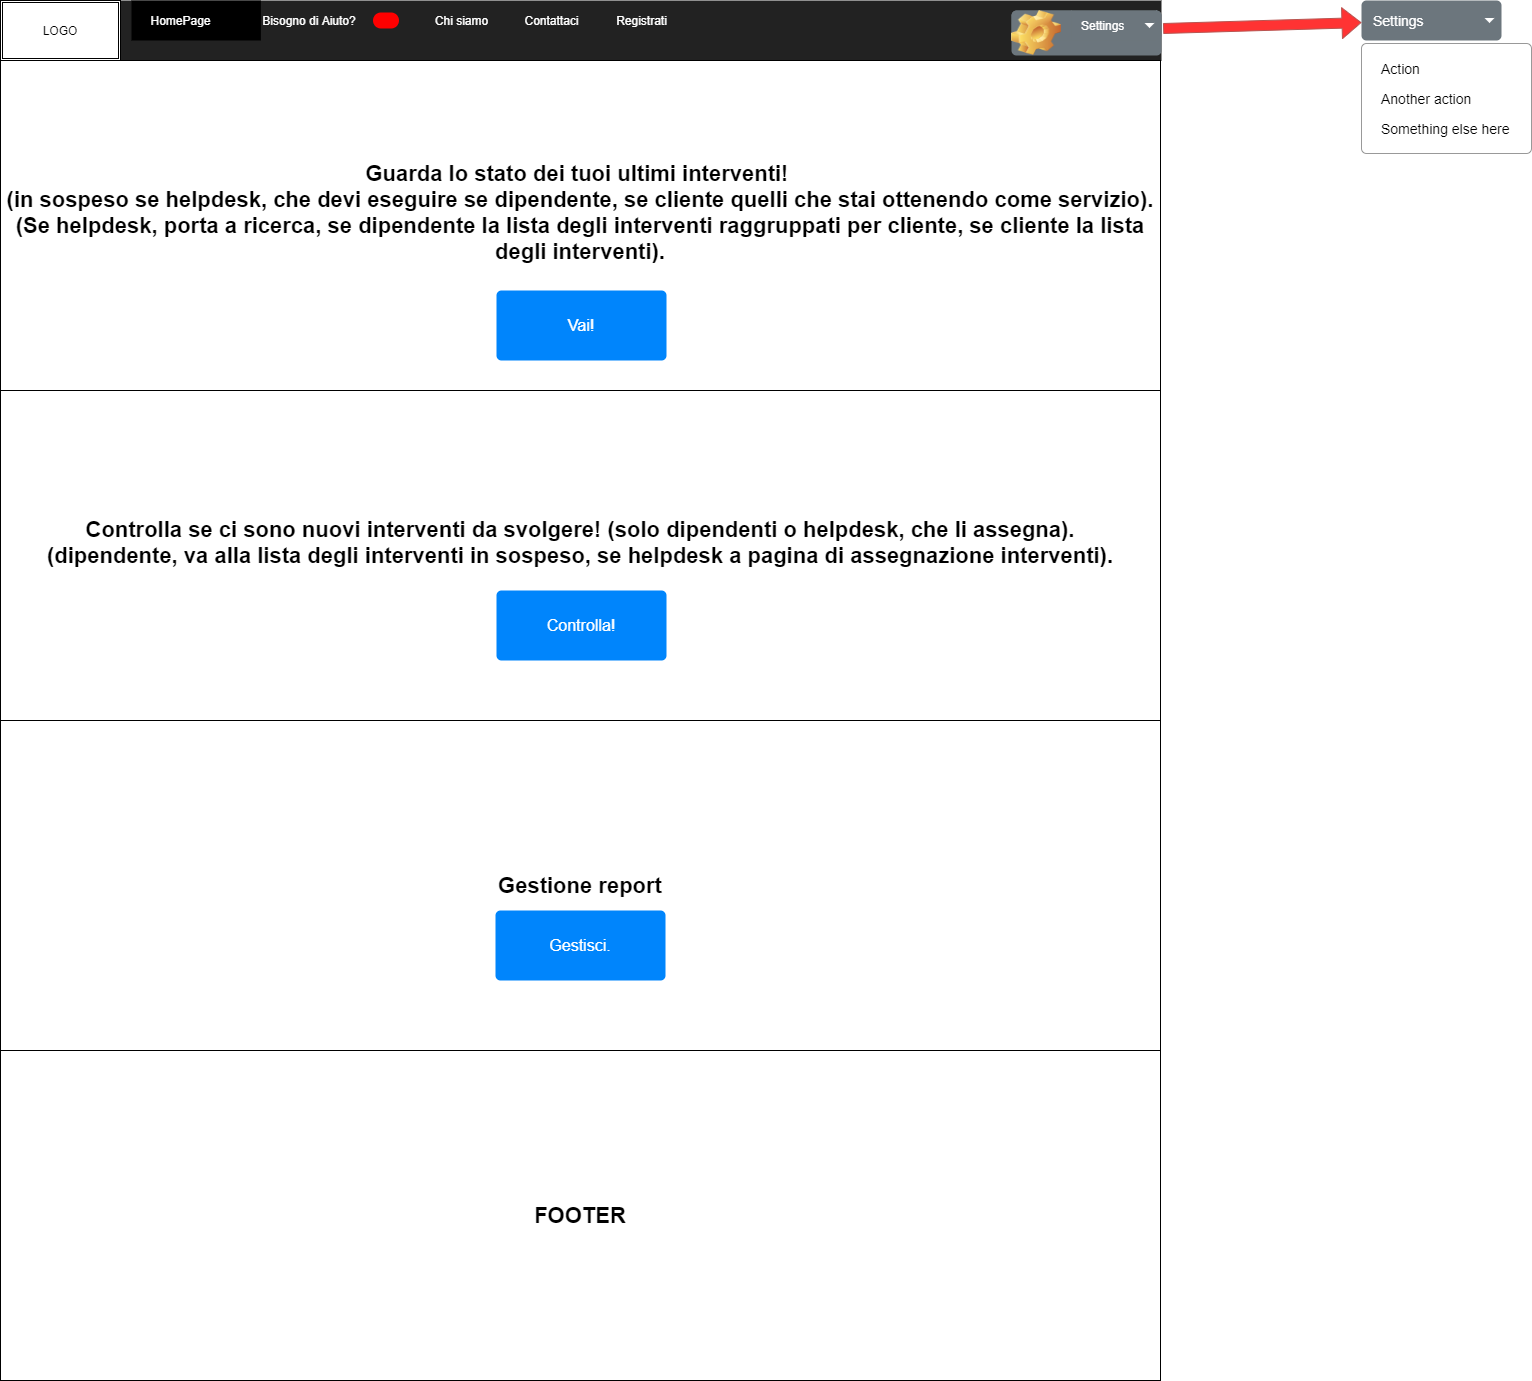 LOGO
HomePage
Bisogno di Aiuto?
Chi siamo
Contattaci
Registrati
Settings
Settings
Action
Another action
Something else here
Guarda lo stato dei tuoi ultimi interventi!
(in sospeso se helpdesk, che devi eseguire se dipendente, se cliente quelli che stai ottenendo come servizio).
(Se helpdesk, porta a ricerca, se dipendente la lista degli interventi raggruppati per cliente, se cliente la lista
degli interventi).
Vai!
Controlla se ci sono nuovi interventi da svolgere! (solo dipendenti o helpdesk, che li assegna).
(dipendente, va alla lista degli interventi in sospeso, se helpdesk a pagina di assegnazione interventi).
Controlla!
Gestione report
Gestisci.
FOOTER